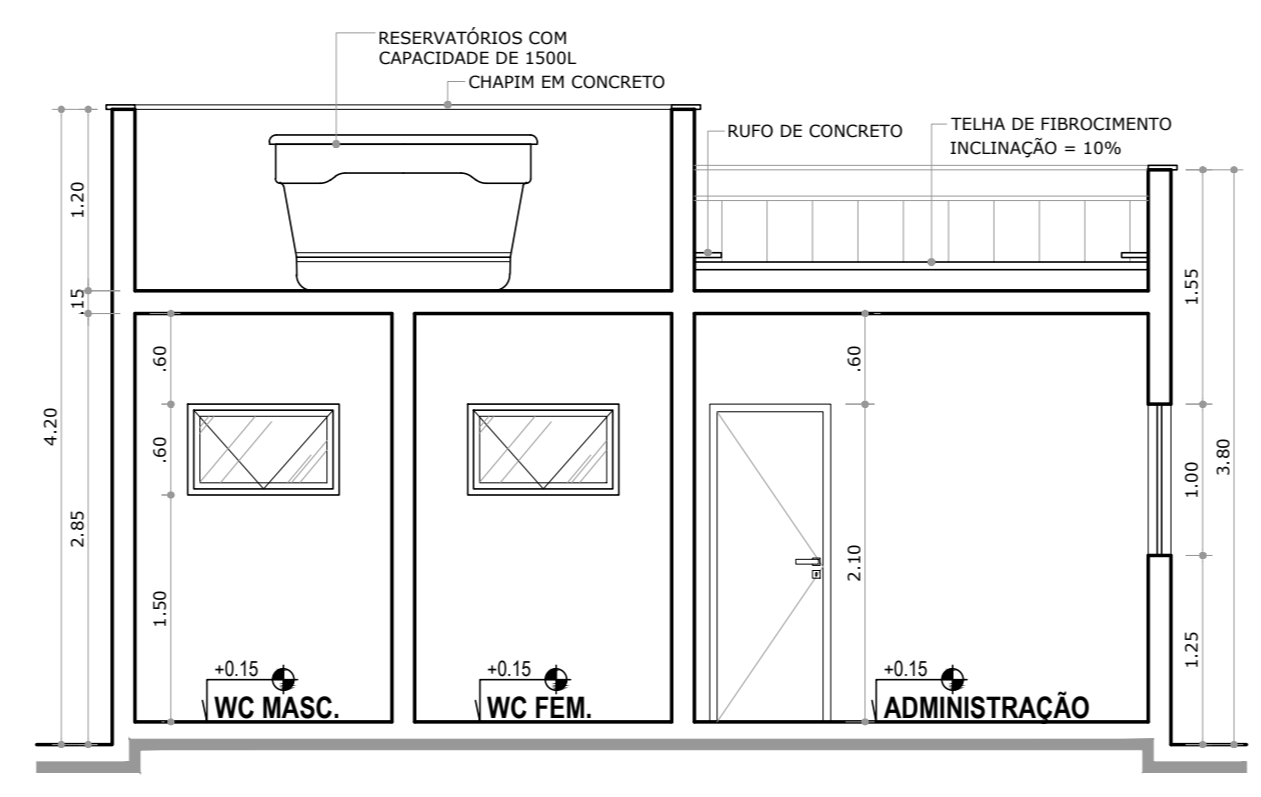 RESERVATÓRIOS COM
CAPACIDADE DE 1500L
CHAPIM EM CONCRETO
RUFO DE CONCRETO
TELHA DE FIBROCIMENTO
INCLINAÇÃO = 10%
1.20
.15
4.20
2.85
.60
.60
1.50
.60
2.10
1.55
1.00
3.80
1.25
+0.15
WC MASC.
+0.15
WC FEM.
+0.15
ADMINISTRAÇÃO